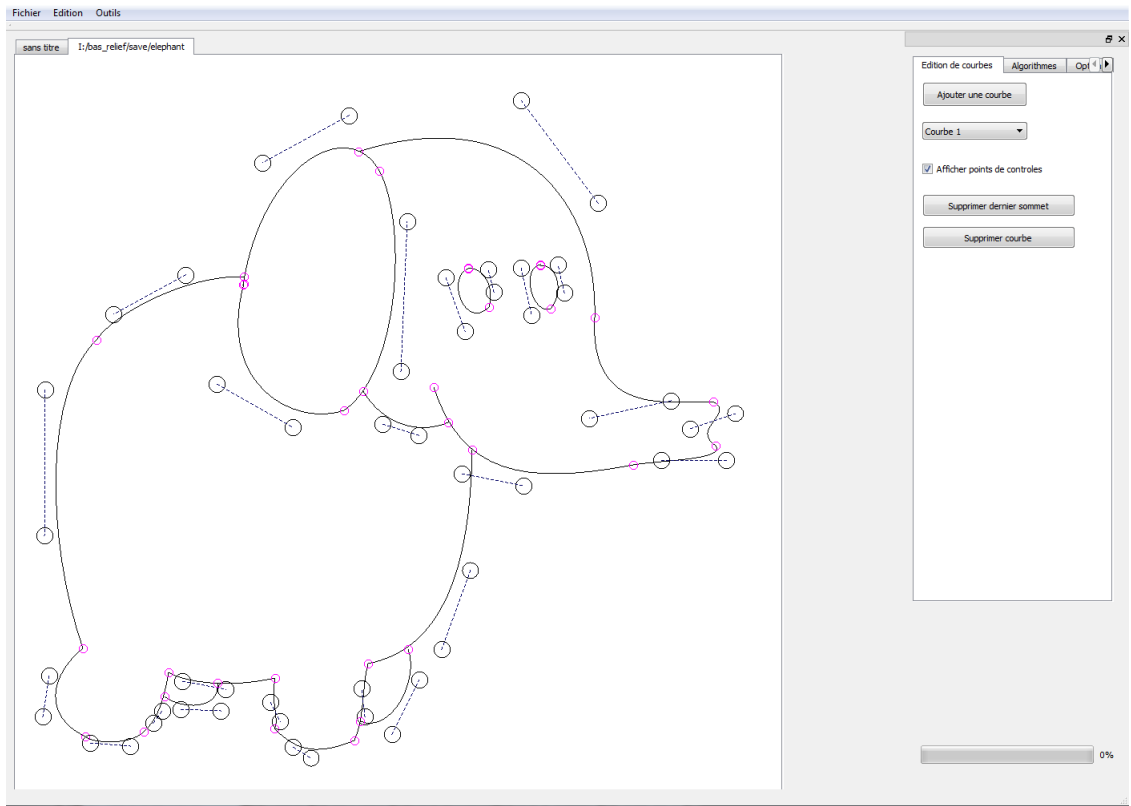 Fichier Edition Outils
sans titre I:/bas_relief/save/elephant
Edition de courbes Algorithmes Opt
Ajouter une courbe
Courbe 1
Afficher points de controles
Supprimer dernier sommet
Supprimer courbe
0%